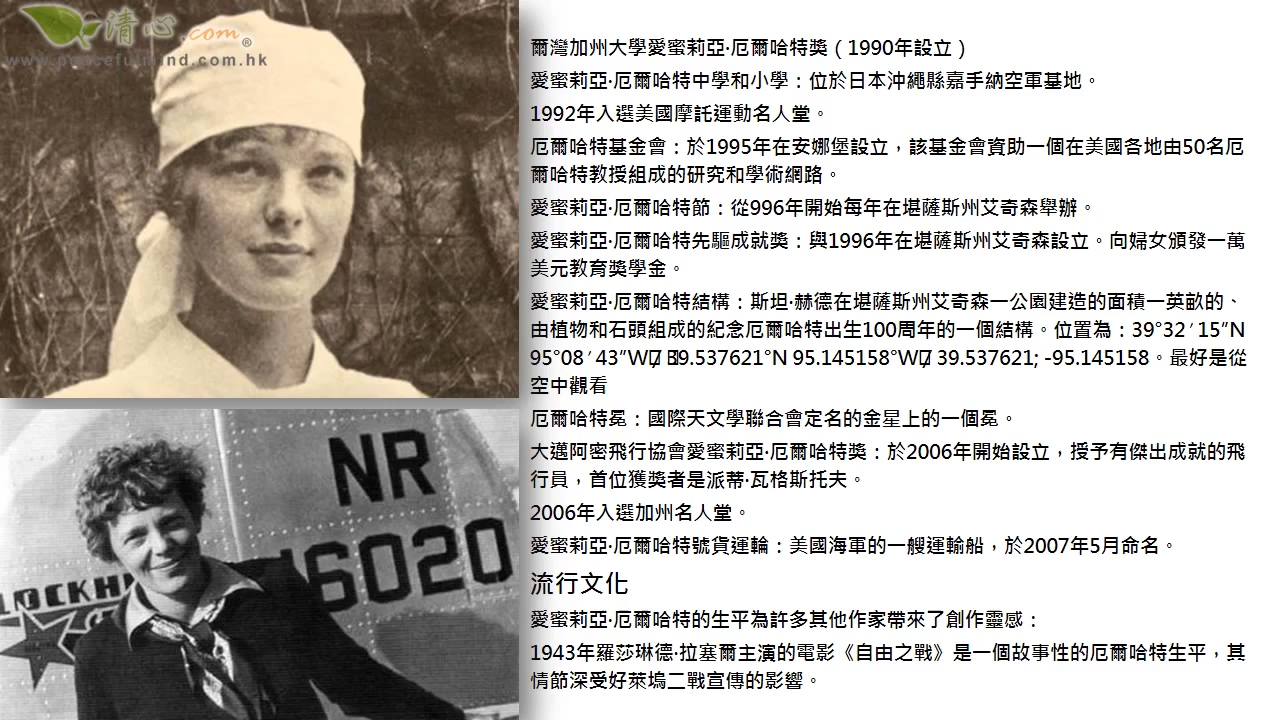 清心.com®
www.peacefulmind.com.hk
爾灣加州大學愛蜜莉亞·厄爾哈特獎（1990年設立）
愛蜜莉亞·厄爾哈特中學和小學：位於日本沖繩縣嘉手納空軍基地。
1992年入選美國摩託運動名人堂。
厄爾哈特基金會：於1995年在安娜堡設立，該基金會資助一個在美國各地由50名厄
爾哈特教授組成的研究和學術網路。
愛蜜莉亞·厄爾哈特節：從996年開始每年在堪薩斯州艾奇森舉辦。
愛蜜莉亞·厄爾哈特先驅成就獎：與1996年在堪薩斯州艾奇森設立。向婦女頒發一萬
美元教育獎學金。
愛蜜莉亞·厄爾哈特結構：斯坦·赫德在堪薩斯州艾奇森一公園建造的面積一英畝的、
由植物和石頭組成的紀念厄爾哈特出生100周年的一個結構。位置為：39°32′15″N
95°08′43″W / 39.537621°N 95.145158°W / 39.537621; -95.145158。最好是從
空中觀看
厄爾哈特冕：國際天文學聯合會定名的金星上的一個冕。
大邁阿密飛行協會愛蜜莉亞·厄爾哈特獎：於2006年開始設立，授予有傑出成就的飛
行員，首位獲獎者是派蒂·瓦格斯托夫。
2006年入選加州名人堂。
愛蜜莉亞·厄爾哈特號貨運輪：美國海軍的一艘運輸船，於2007年5月命名。
流行文化
愛蜜莉亞·厄爾哈特的生平為許多其他作家帶來了創作靈感：
1943年羅莎琳德·拉塞爾主演的電影《自由之戰》是一個故事性的厄爾哈特生平，其
情節深受好萊塢二戰宣傳的影響。
NR
16020
LOCKH